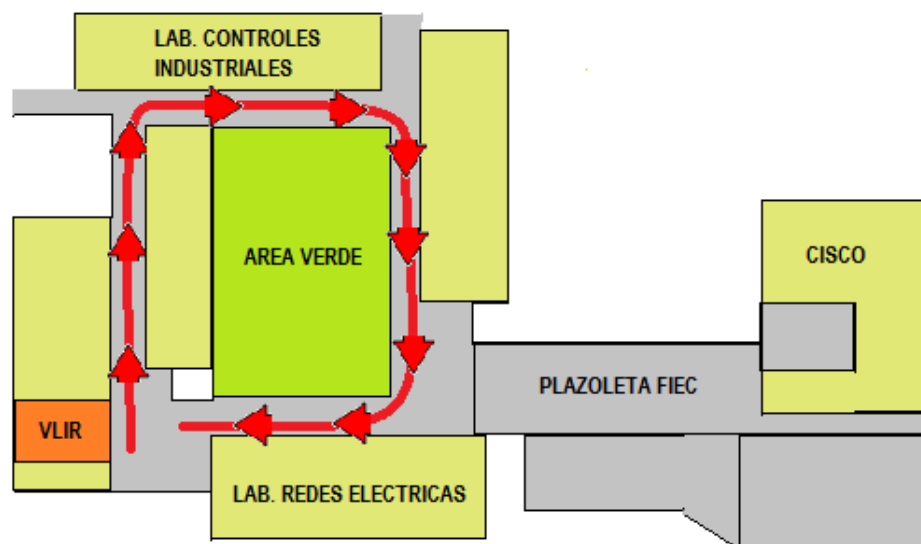 LAB. CONTROLES
INDUSTRIALES
AREA VERDE
CISCO
PLAZOLETA FIEC
VLIR
LAB. REDES ELECTRICAS